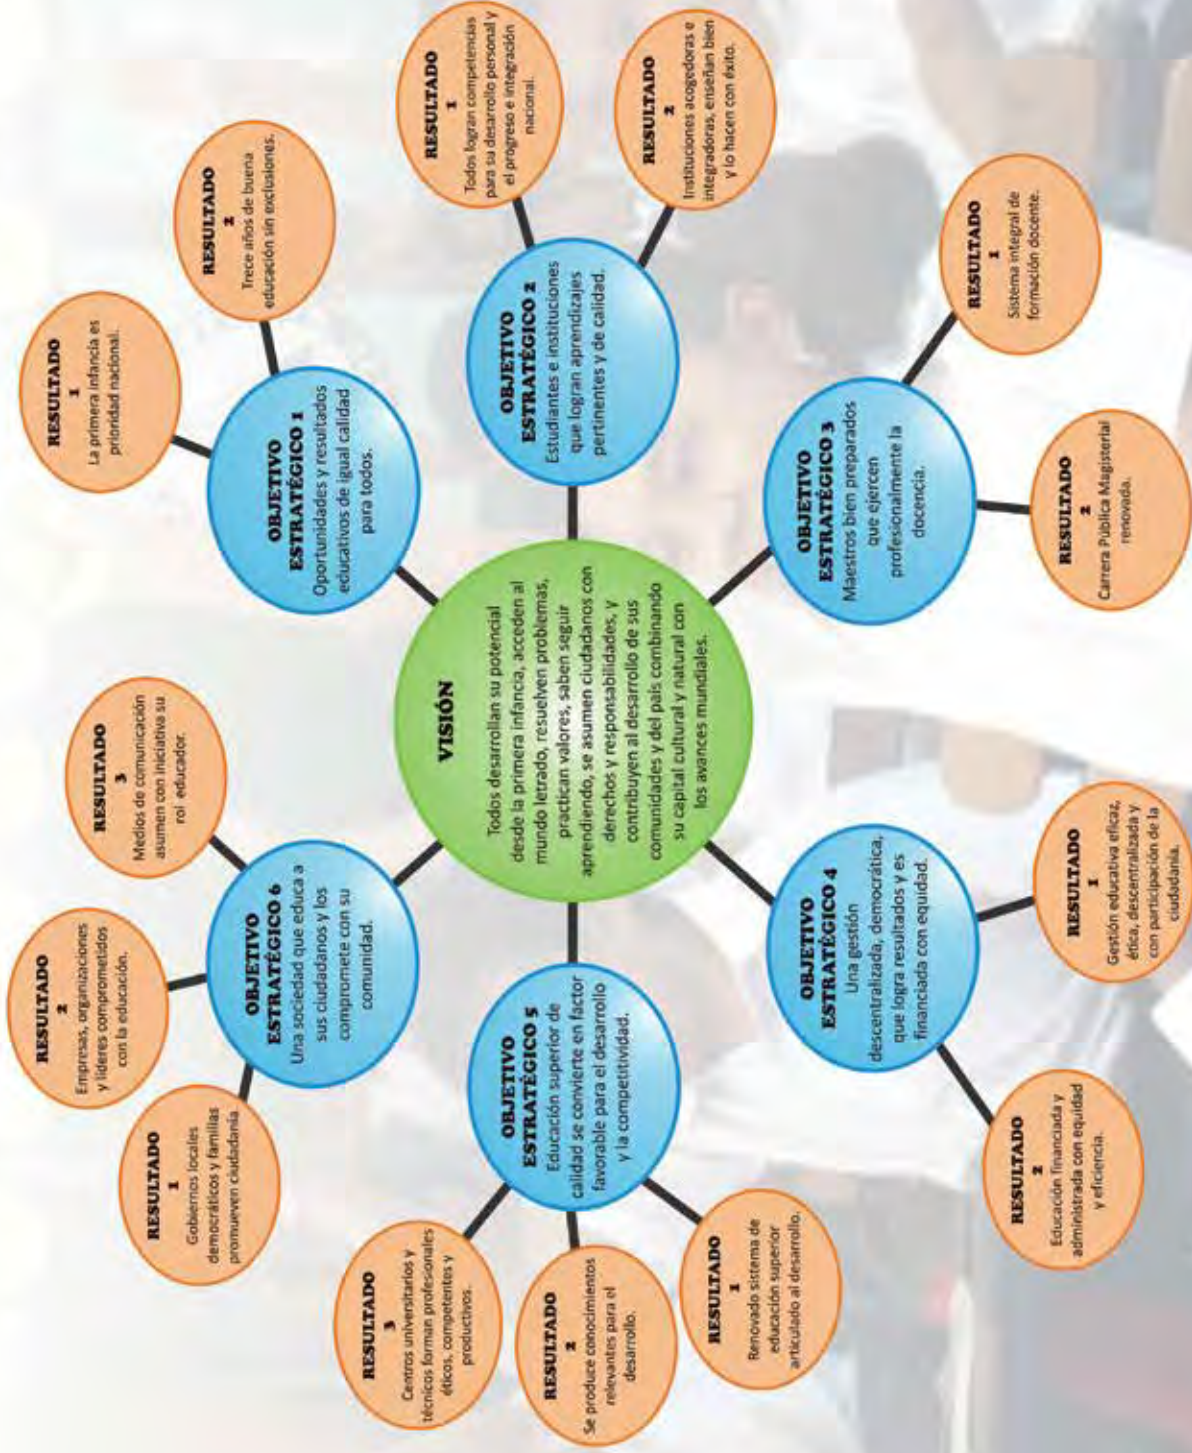 VISIÓN
Todos desarrollan su potencial
desde la primera infancia, acceden al
mundo letrado, resuelven problemas,
practican valores, saben seguir
aprendiendo, se asumen ciudadanos con
derechos y responsabilidades, y
contribuyen al desarrollo de sus
comunidades y del país combinando
su capital cultural y natural con
los avances mundiales.
OBJETIVO
ESTRATÉGICO 1
Oportunidades y resultados
educativos de igual calidad
para todos.
RESULTADO
1
La primera infancia es
prioridad nacional.
RESULTADO
2
Trece años de buena
educación sin exclusiones.
OBJETIVO
ESTRATÉGICO 2
Estudiantes e instituciones
que logran aprendizajes
pertinentes y de calidad.
RESULTADO
1
Todos logran competencias
para su desarrollo personal y
el progreso e integración
nacional.
RESULTADO
2
Instituciones acogedoras e
integradoras, enseñan bien
y lo hacen con éxito.
OBJETIVO
ESTRATÉGICO 3
Maestros bien preparados
que ejercen
profesionalmente la
docencia.
RESULTADO
1
Sistema integral de
formación docente.
RESULTADO
2
Carrera Pública Magisterial
renovada.
OBJETIVO
ESTRATÉGICO 4
Una gestión
descentralizada, democrática,
que logra resultados y es
financiada con equidad.
RESULTADO
1
Gestión educativa eficaz,
ética, descentralizada y
con participación de la
ciudadanía.
RESULTADO
2
Educación financiada y
administrada con equidad
y eficiencia.
OBJETIVO
ESTRATÉGICO 5
Educación superior de
calidad se convierte en factor
favorable para el desarrollo
y la competitividad.
RESULTADO
1
Renovado sistema de
educación superior
articulado al desarrollo.
RESULTADO
2
Se produce conocimientos
relevantes para el
desarrollo.
RESULTADO
3
Centros universitarios y
técnicos forman profesionales
éticos, competentes y
productivos.
OBJETIVO
ESTRATÉGICO 6
Una sociedad que educa a
sus ciudadanos y los
compromete con su
comunidad.
RESULTADO
1
Gobiernos locales
democráticos y familias
promueven ciudadanía
RESULTADO
2
Empresas, organizaciones
y líderes comprometidos
con la educación.
RESULTADO
3
Medios de comunicación
asumen con iniciativa su
rol educador.